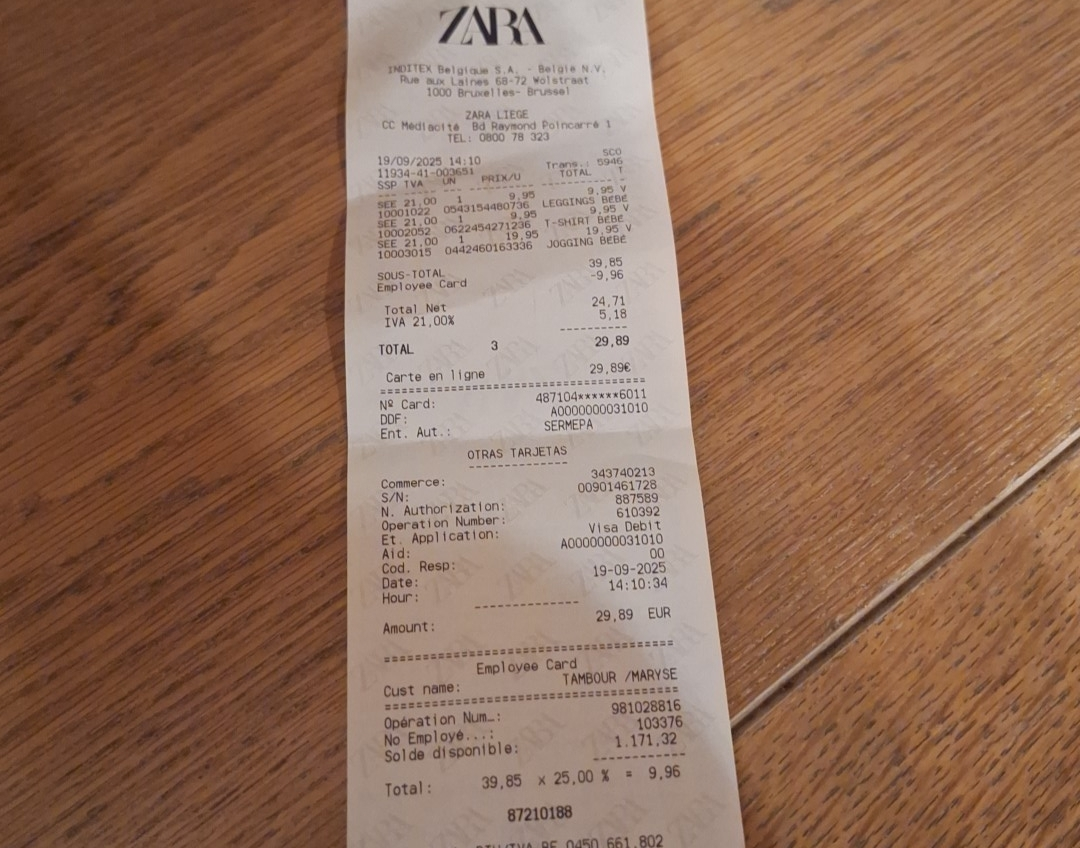 ZARA
INDITEX Belgique S.A. - Belgie N.V.
Rue aux Laines 68-72 Wolstraat
1000 Bruxelles- Brussel
ZARA LIEGE
CC Médiacité Bd Raymond Poincarré 1
TEL: 0800 78 323
SCO
19/09/2025 14:10 Trans.: 5946
11934-41-003651
SSP TVA UN PRIX/U TOTAL T
SEE 21,00 1 9,95 9,95 V
10001022 0543154480736 LEGGINGS BÉBÉ
SEE 21,00 1 9,95 9,95 V
10002052 0622454271236 T-SHIRT BÉBÉ
SEE 21,00 1 19,95 19,95 V
10003015 0442460163336 JOGGING BÉBÉ
SOUS-TOTAL 39,85
Employee Card -9,96
Total Net 24,71
IVA 21,00% 5,18
TOTAL 3 29,89
Carte en ligne 29,89€
Nº Card: 487104******6011
DDF: A0000000031010
Ent. Aut.: SERMEPA
OTRAS TARJETAS
Commerce: 343740213
S/N: 00901461728
N. Authorization: 887589
Operation Number: 610392
Et. Application: Visa Debit
Aid: A0000000031010
Cod. Resp: 00
Date: 19-09-2025
Hour: 14:10:34
Amount: 29,89 EUR
Employee Card
Cust name: TAMBOUR /MARYSE
Opération Num…: 981028816
No Employé...: 103376
Solde disponible: 1.171,32
Total: 39,85 x 25,00 % = 9,96
87210188
BE 0450.661.802